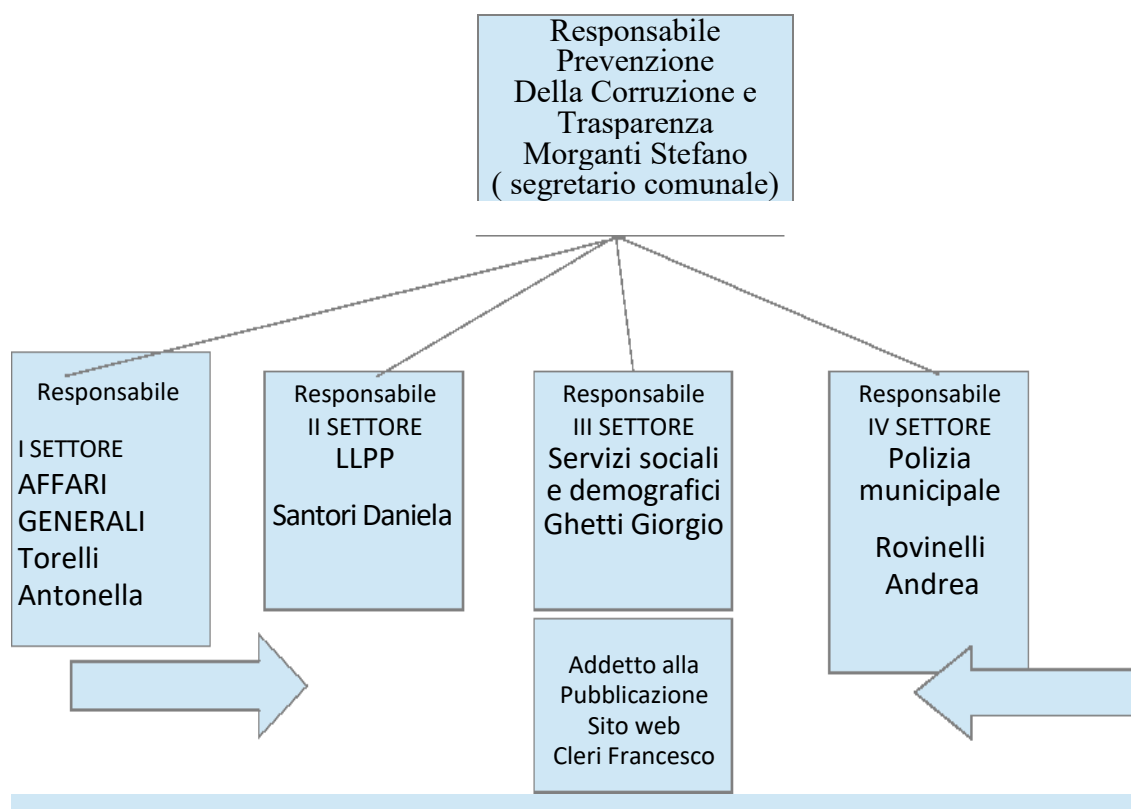 Responsabile
Prevenzione
Della Corruzione e
Trasparenza
Morganti Stefano
( segretario comunale)
Responsabile
I SETTORE
AFFARI
GENERALI
Torelli
Antonella
Responsabile
II SETTORE
LLPP
Santori Daniela
Responsabile
III SETTORE
Servizi sociali
e demografici
Ghetti Giorgio
Responsabile
IV SETTORE
Polizia
municipale
Rovinelli
Andrea
Addetto alla
Pubblicazione
Sito web
Cleri Francesco